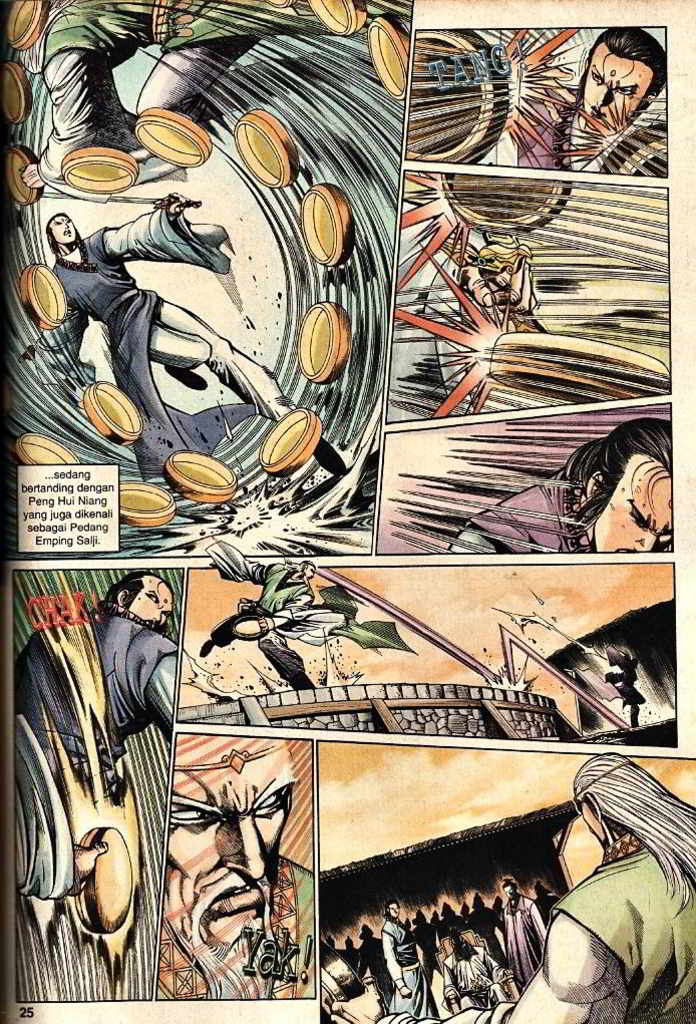 TANG!
...sedang
bertanding dengan
Peng Hui Niang
yang juga dikenali
sebagai Pedang
Emping Salji.
CHAK!
Yak!
25